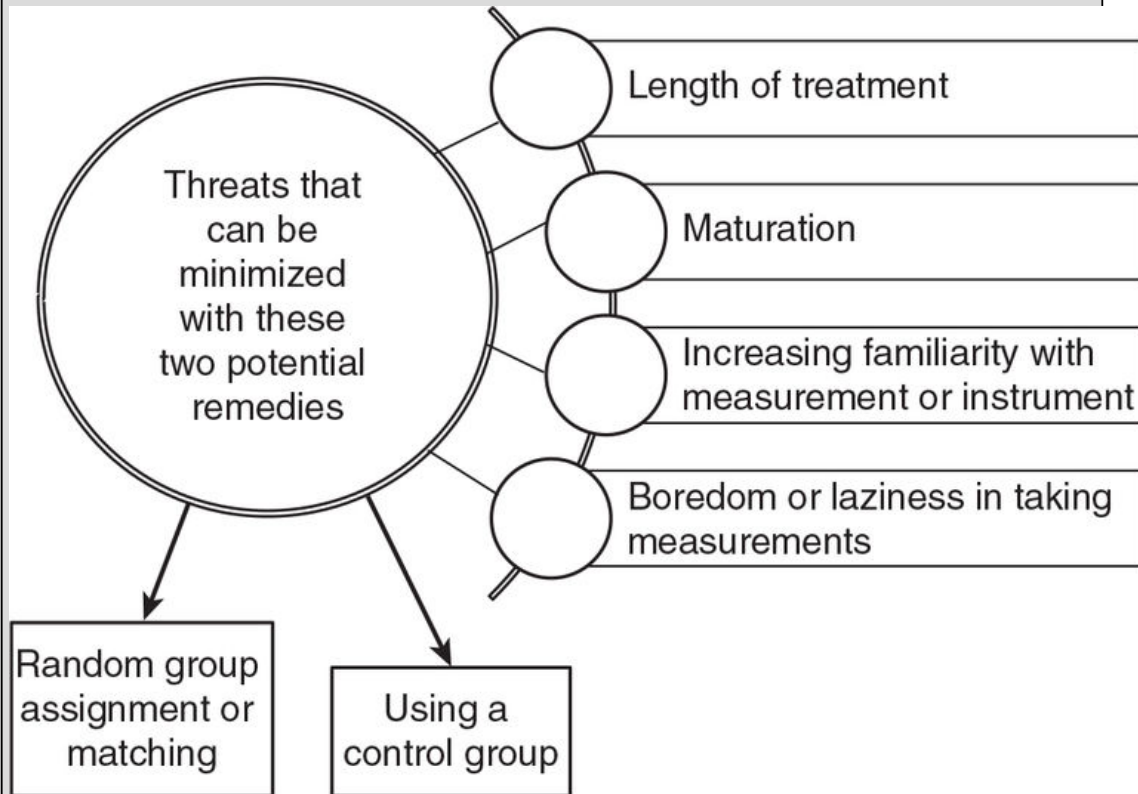 Threats that
can be
minimized
with these
two potential
remedies
Length of treatment
Maturation
Increasing familiarity with
measurement or instrument
Boredom or laziness in taking
measurements
Random group
assignment or
matching
Using a
control group